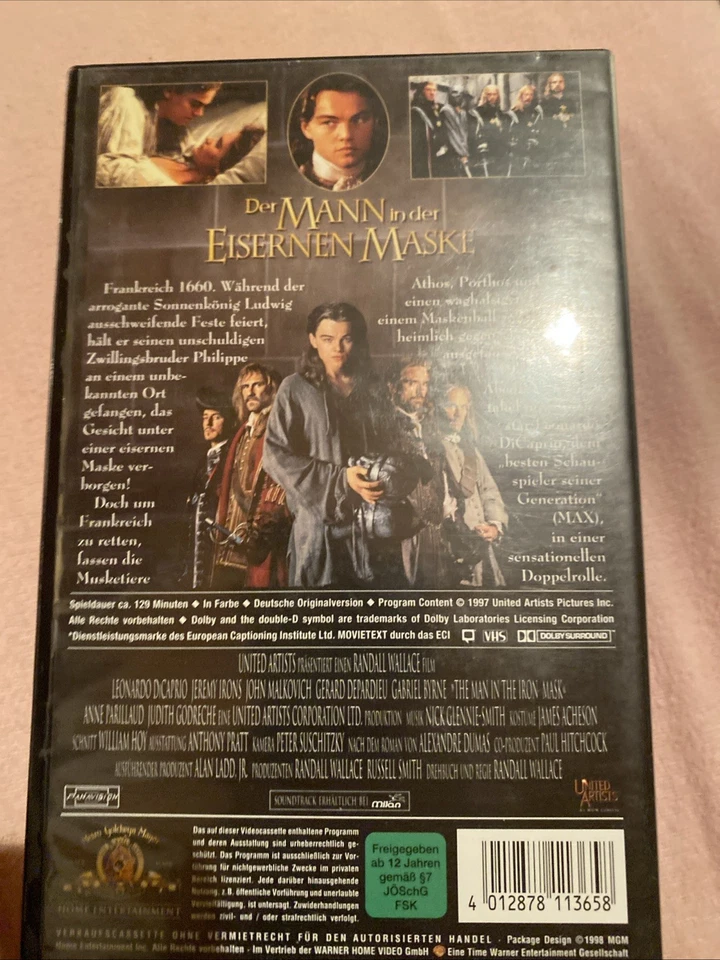 Der MANN in der
EISERNEN MASKE
Frankreich 1660. Während der
arrogante Sonnenkönig Ludwig
ausschweifende Feste feiert,
hält er seinen unschuldigen
Zwillingsbruder Philippe
an einem unbe-
kannten Ort
gefangen, das
Gesicht unter
einer eisernen
Maske ver-
borgen!
Doch um
Frankreich
zu retten,
fassen die
Musketiere
Athos, Porthos und
einen waghalsigen
einem Maskenball
heimlich gegen
DiCaprio, dem
„besten Schau-
spieler seiner
Generation"
(MAX),
in einer
sensationellen
Doppelrolle.
Spieldauer ca. 129 Minuten ◆ In Farbe ◆ Deutsche Originalversion ◆ Program Content © 1997 United Artists Pictures Inc.
Alle Rechte vorbehalten ◆ Dolby and the double-D symbol are trademarks of Dolby Laboratories Licensing Corporation
*Dienstleistungsmarke des European Captioning Institute Ltd. MOVIETEXT durch das ECI VHS DOLBY SURROUND
UNITED ARTISTS PRÄSENTIERT EINEN RANDALL WALLACE FILM
LEONARDO DiCAPRIO JEREMY IRONS JOHN MALKOVICH GERARD DEPARDIEU GABRIEL BYRNE »THE MAN IN THE IRON MASK«
ANNE PARILLAUD JUDITH GODRECHE EINE UNITED ARTISTS CORPORATION LTD. PRODUKTION MUSIK NICK GLENNIE-SMITH KOSTÜME JAMES ACHESON
SCHNITT WILLIAM HOY AUSSTATTUNG ANTHONY PRATT KAMERA PETER SUSCHITZKY NACH DEM ROMAN VON ALEXANDRE DUMAS CO-PRODUZENT PAUL HITCHCOCK
AUSFÜHRENDER PRODUZENT ALAN LADD, JR. PRODUZENTEN RANDALL WALLACE RUSSELL SMITH DREHBUCH UND REGIE RANDALL WALLACE
PANAVISION
SOUNDTRACK ERHÄLTLICH BEI milan
UNITED
ARTISTS
Metro Goldwyn Mayer
HOME ENTERTAINMENT
Das auf dieser Videocassette enthaltene Programm
und deren Ausstattung sind urheberrechtlich ge-
schützt. Das Programm ist ausschließlich zur Vor-
führung für nichtgewerbliche Zwecke im privaten
Bereich lizenziert. Jede darüber hinausgehende
Nutzung, z.B. öffentliche Vorführung und unerlaubte
Vervielfältigung, ist untersagt. Zuwiderhandlungen
werden zivil- und / oder strafrechtlich verfolgt.
Freigegeben
ab 12 Jahren
gemäß §7
JÖSchG
FSK
4 012878 113658
VERKAUFSCASSETTE OHNE VERMIETRECHT FÜR DEN AUTORISIERTEN HANDEL · Package Design ©1998 MGM
Home Entertainment Inc. Alle Rechte vorbehalten · Im Vertrieb der WARNER HOME VIDEO GmbH Eine Time Warner Entertainment Gesellschaft